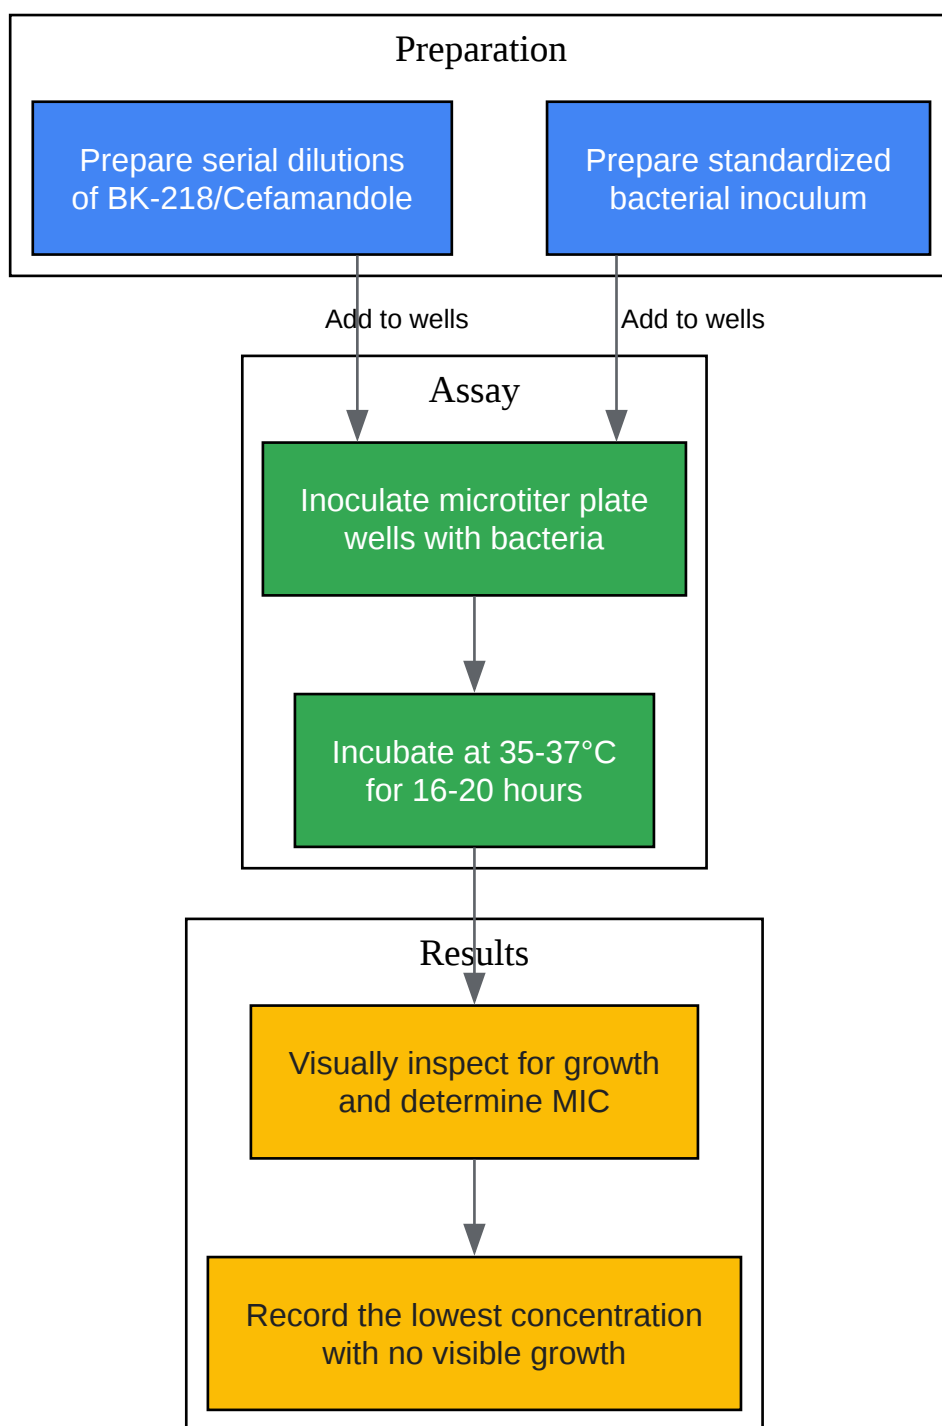 Preparation
Prepare serial dilutions
of BK-218/Cefamandole
Prepare standardized
bacterial inoculum
Add to wells
Add to wells
Assay
Inoculate microtiter plate
wells with bacteria
Incubate at 35-37°C
for 16-20 hours
Results
Visually inspect for growth
and determine MIC
Record the lowest concentration
with no visible growth